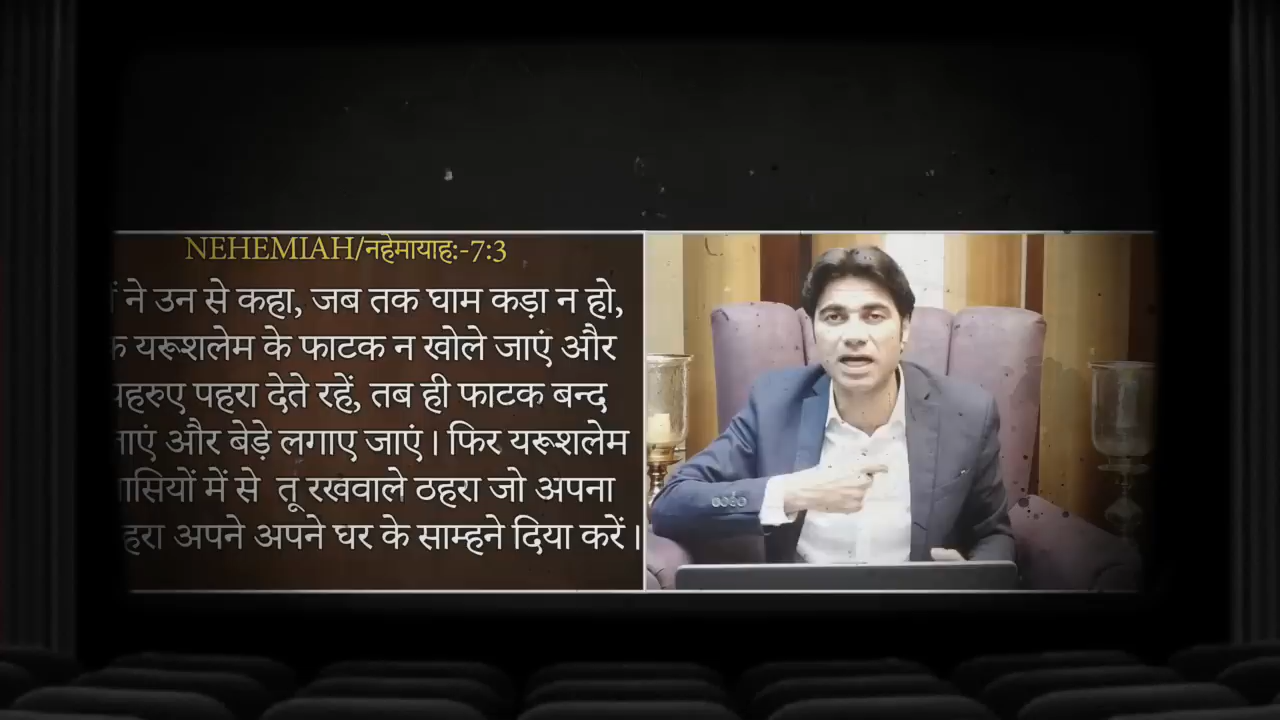 NEHEMIAH/नहेमायाह:-7:3
ने उन से कहा, जब तक घाम कड़ा न हो,
यरूशलेम के फाटक न खोले जाएं और
पहरा देते रहें, तब ही फाटक बन्द
और बेड़े लगाए जाएं। फिर यरूशलेम
में से तू रखवाले ठहरा जो अपना
अपने अपने घर के साम्हने दिया करें।